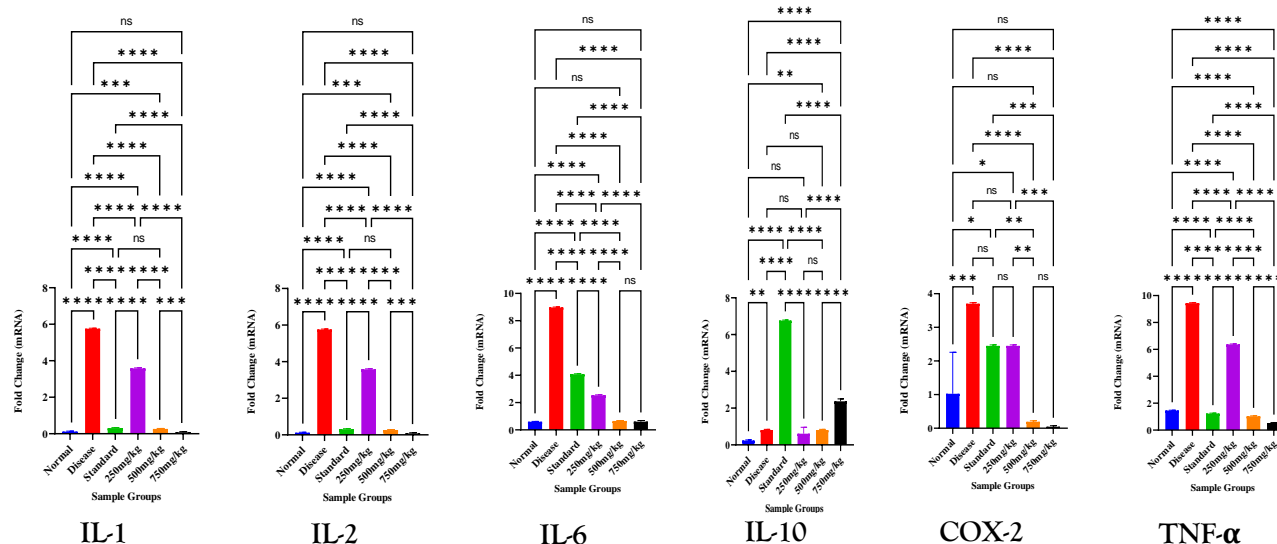 ns
****
***
****
****
****
**** ****
**** ns
**** ****
**** **** ***
Fold Change (mRNA)
8
6
4
2
0
Normal
Disease
Standard
250mg/kg
500mg/kg
750mg/kg
Sample Groups
IL-1
ns
****
***
****
****
****
**** ****
**** ns
**** ****
**** **** ***
Fold Change (mRNA)
8
6
4
2
0
Normal
Disease
Standard
250mg/kg
500mg/kg
750mg/kg
Sample Groups
IL-2
ns
****
ns
****
****
****
**** ****
**** ****
**** ****
**** **** ns
Fold Change (mRNA)
10
8
6
4
2
0
Normal
Disease
Standard
250mg/kg
500mg/kg
750mg/kg
Sample Groups
IL-6
****
****
**
****
ns
ns
ns ****
**** ****
**** ns
** **** ****
Fold Change (mRNA)
8
6
4
2
0
Normal
Disease
Standard
250mg/kg
500mg/kg
750mg/kg
Sample Groups
IL-10
ns
****
ns
***
****
*
ns ***
* **
ns **
*** ns ns
Fold Change (mRNA)
4
3
2
1
0
Normal
Disease
Standard
250mg/kg
500mg/kg
750mg/kg
Sample Groups
COX-2
****
****
****
****
****
****
**** ****
**** ****
**** ****
**** **** ****
Fold Change (mRNA)
10
8
6
4
2
0
Normal
Disease
Standard
250mg/kg
500mg/kg
750mg/kg
Sample Groups
TNF-α